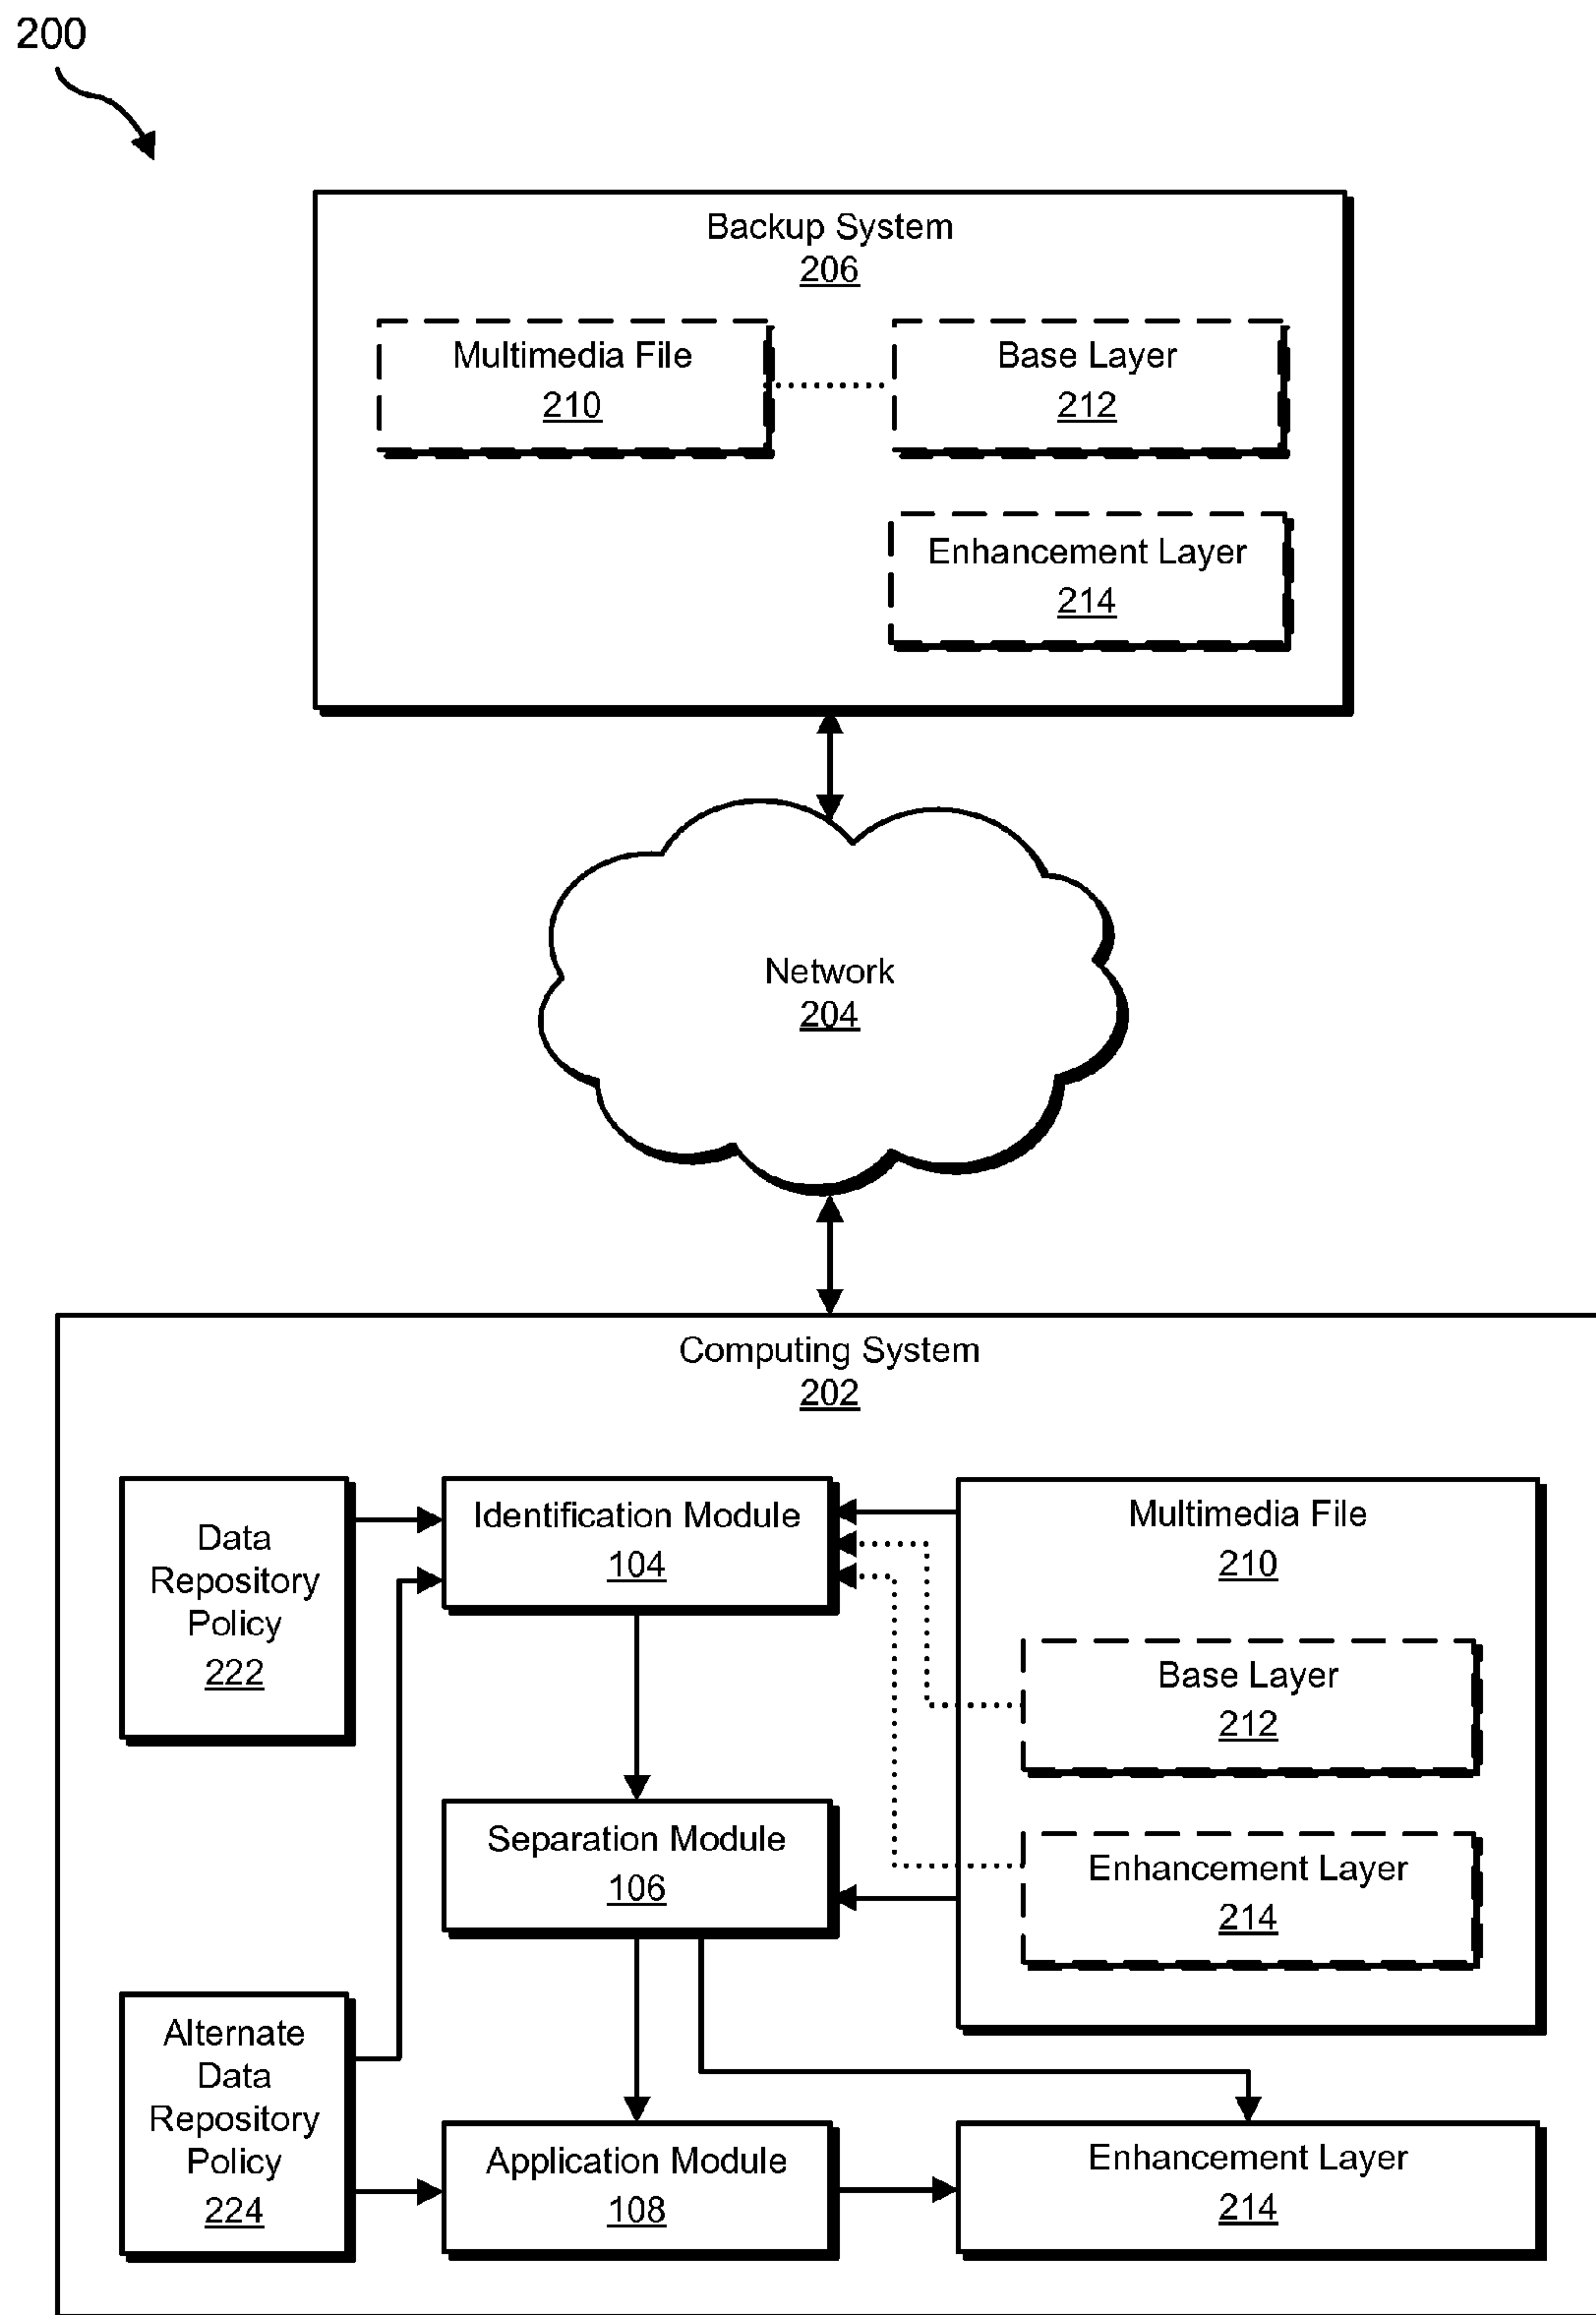 200
Backup System
206
Multimedia File
210
Base Layer
212
Enhancement Layer
214
Network
204
Computing System
202
Data
Repository
Policy
222
Identification Module
104
Multimedia File
210
Base Layer
212
Separation Module
106
Enhancement Layer
214
Alternate
Data
Repository
Policy
224
Application Module
108
Enhancement Layer
214